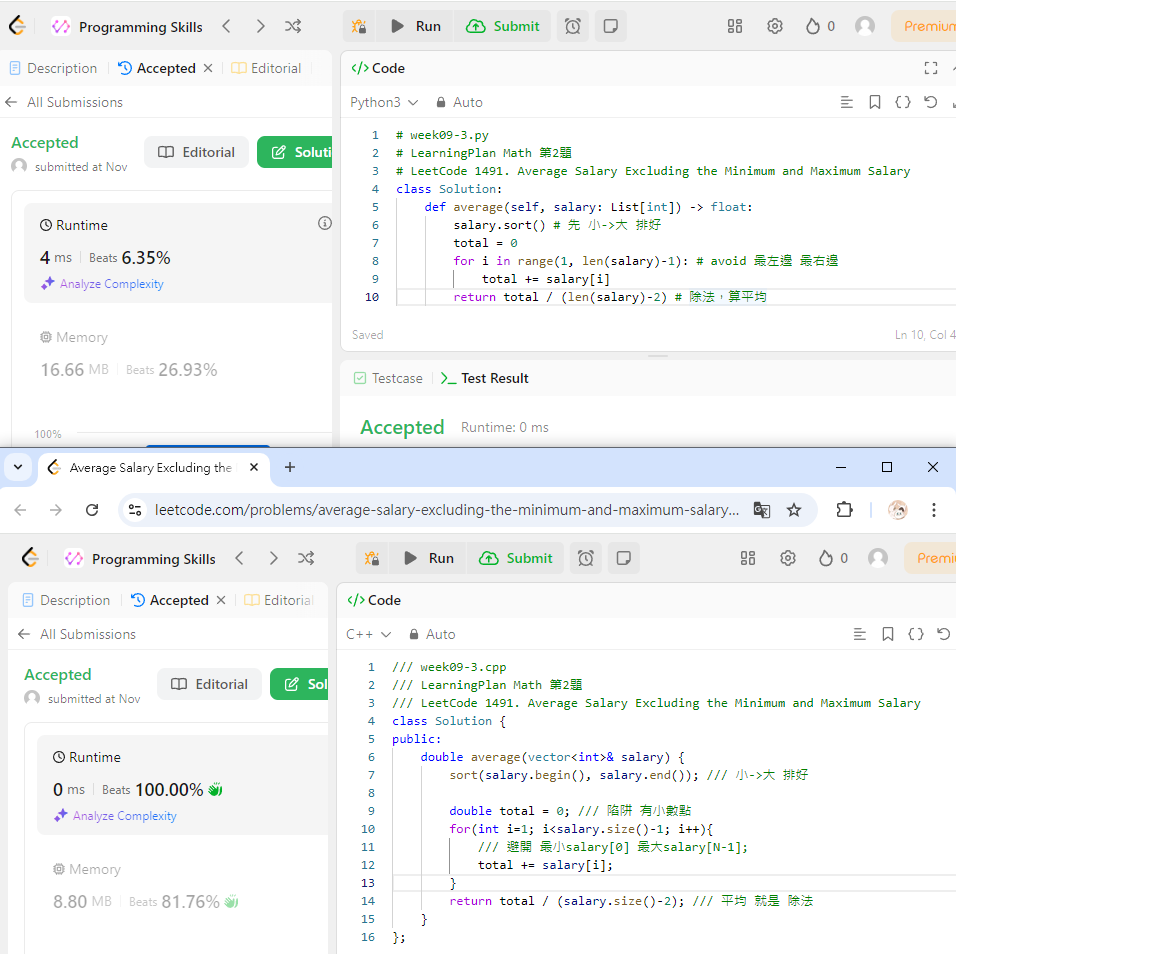 Programming Skills Run Submit 0 Premium
Description Accepted Editorial
All Submissions
Accepted
submitted at Nov
Editorial
Soluti
Runtime
4 ms Beats 6.35%
Analyze Complexity
Memory
16.66 MB Beats 26.93%
100%
</> Code
Python3 Auto
1 # week09-3.py
2 # LearningPlan Math 第2題
3 # LeetCode 1491. Average Salary Excluding the Minimum and Maximum Salary
4 class Solution:
5 def average(self, salary: List[int]) -> float:
6 salary.sort() # 先 小->大 排好
7 total = 0
8 for i in range(1, len(salary)-1): # avoid 最左邊 最右邊
9 total += salary[i]
10 return total / (len(salary)-2) # 除法，算平均
Saved Ln 10, Col 4
Testcase Test Result
Accepted Runtime: 0 ms
Average Salary Excluding the
leetcode.com/problems/average-salary-excluding-the-minimum-and-maximum-salary...
Programming Skills Run Submit 0 Premi
Description Accepted Editorial
All Submissions
Accepted
submitted at Nov
Editorial
Sol
Runtime
0 ms Beats 100.00%
Analyze Complexity
Memory
8.80 MB Beats 81.76%
</> Code
C++ Auto
1 /// week09-3.cpp
2 /// LearningPlan Math 第2題
3 /// LeetCode 1491. Average Salary Excluding the Minimum and Maximum Salary
4 class Solution {
5 public:
6 double average(vector<int>& salary) {
7 sort(salary.begin(), salary.end()); /// 小->大 排好
8
9 double total = 0; /// 陷阱 有小數點
10 for(int i=1; i<salary.size()-1; i++){
11 /// 避開 最小salary[0] 最大salary[N-1];
12 total += salary[i];
13 }
14 return total / (salary.size()-2); /// 平均 就是 除法
15 }
16 };